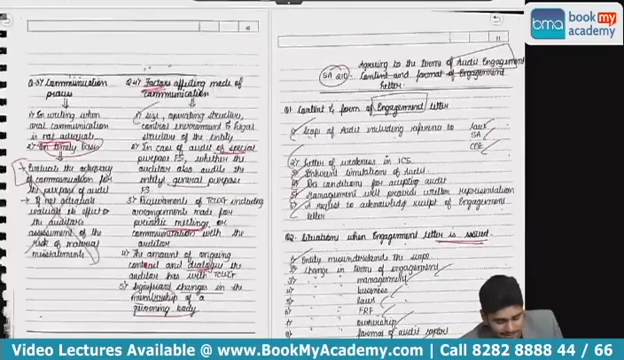 Q.37 Communication
process
1) In writing when
oral communication
is not adequate
2) On timely basis
→ Evaluate the adequacy
of communication for
the purpose of audit
→ If not adequate
evaluate its effect
the auditors
assessment of the
risk of material
misstatements
Factors affecting mode of
communication
1) Size, operating structure,
control environment & legal
structure of the entity
2) In case of audit of special
purpose FS, whether the
auditor also audits the
entity's general purpose
FS
3) Requirements of TCWG including
arrangements made for
periodic meetings or
communication with the
auditor
4) The amount of ongoing
contract and dialogue the
auditor has with TCWG
5) Significant changes in the
membership of a
governing body
11
SA 210
Agreeing to the terms of Audit Engagement
Content and format of Engagement
letter
Q1 Content & form of Engagement letter
Scope of Audit including reference to laws
SA
COE
2) Letter of weakness in ICS
Inherent limitations of audit
conditions for accepting audit
Management will provide written representation
A request to acknowledge receipt of Engagement
letter
Q2. Situations when Engagement letter is issued
1) Entity misunderstands the scope
2) Change in terms of engagement
management
business
laws
FRF
ownership
format of audit report
bma book my academy
Video Lectures Available @ www.BookMyAcademy.com | Call 8282 8888 44 / 66